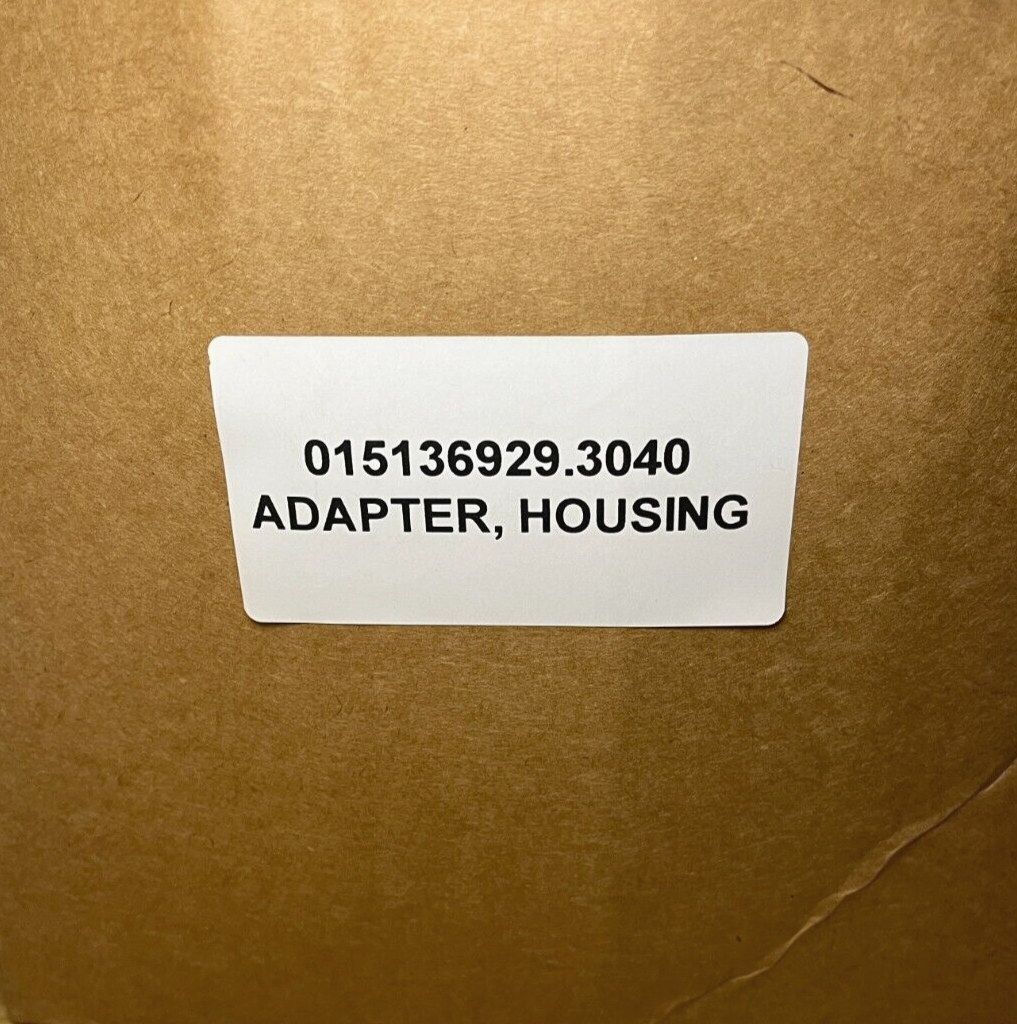 015136929.3040
ADAPTER, HOUSING